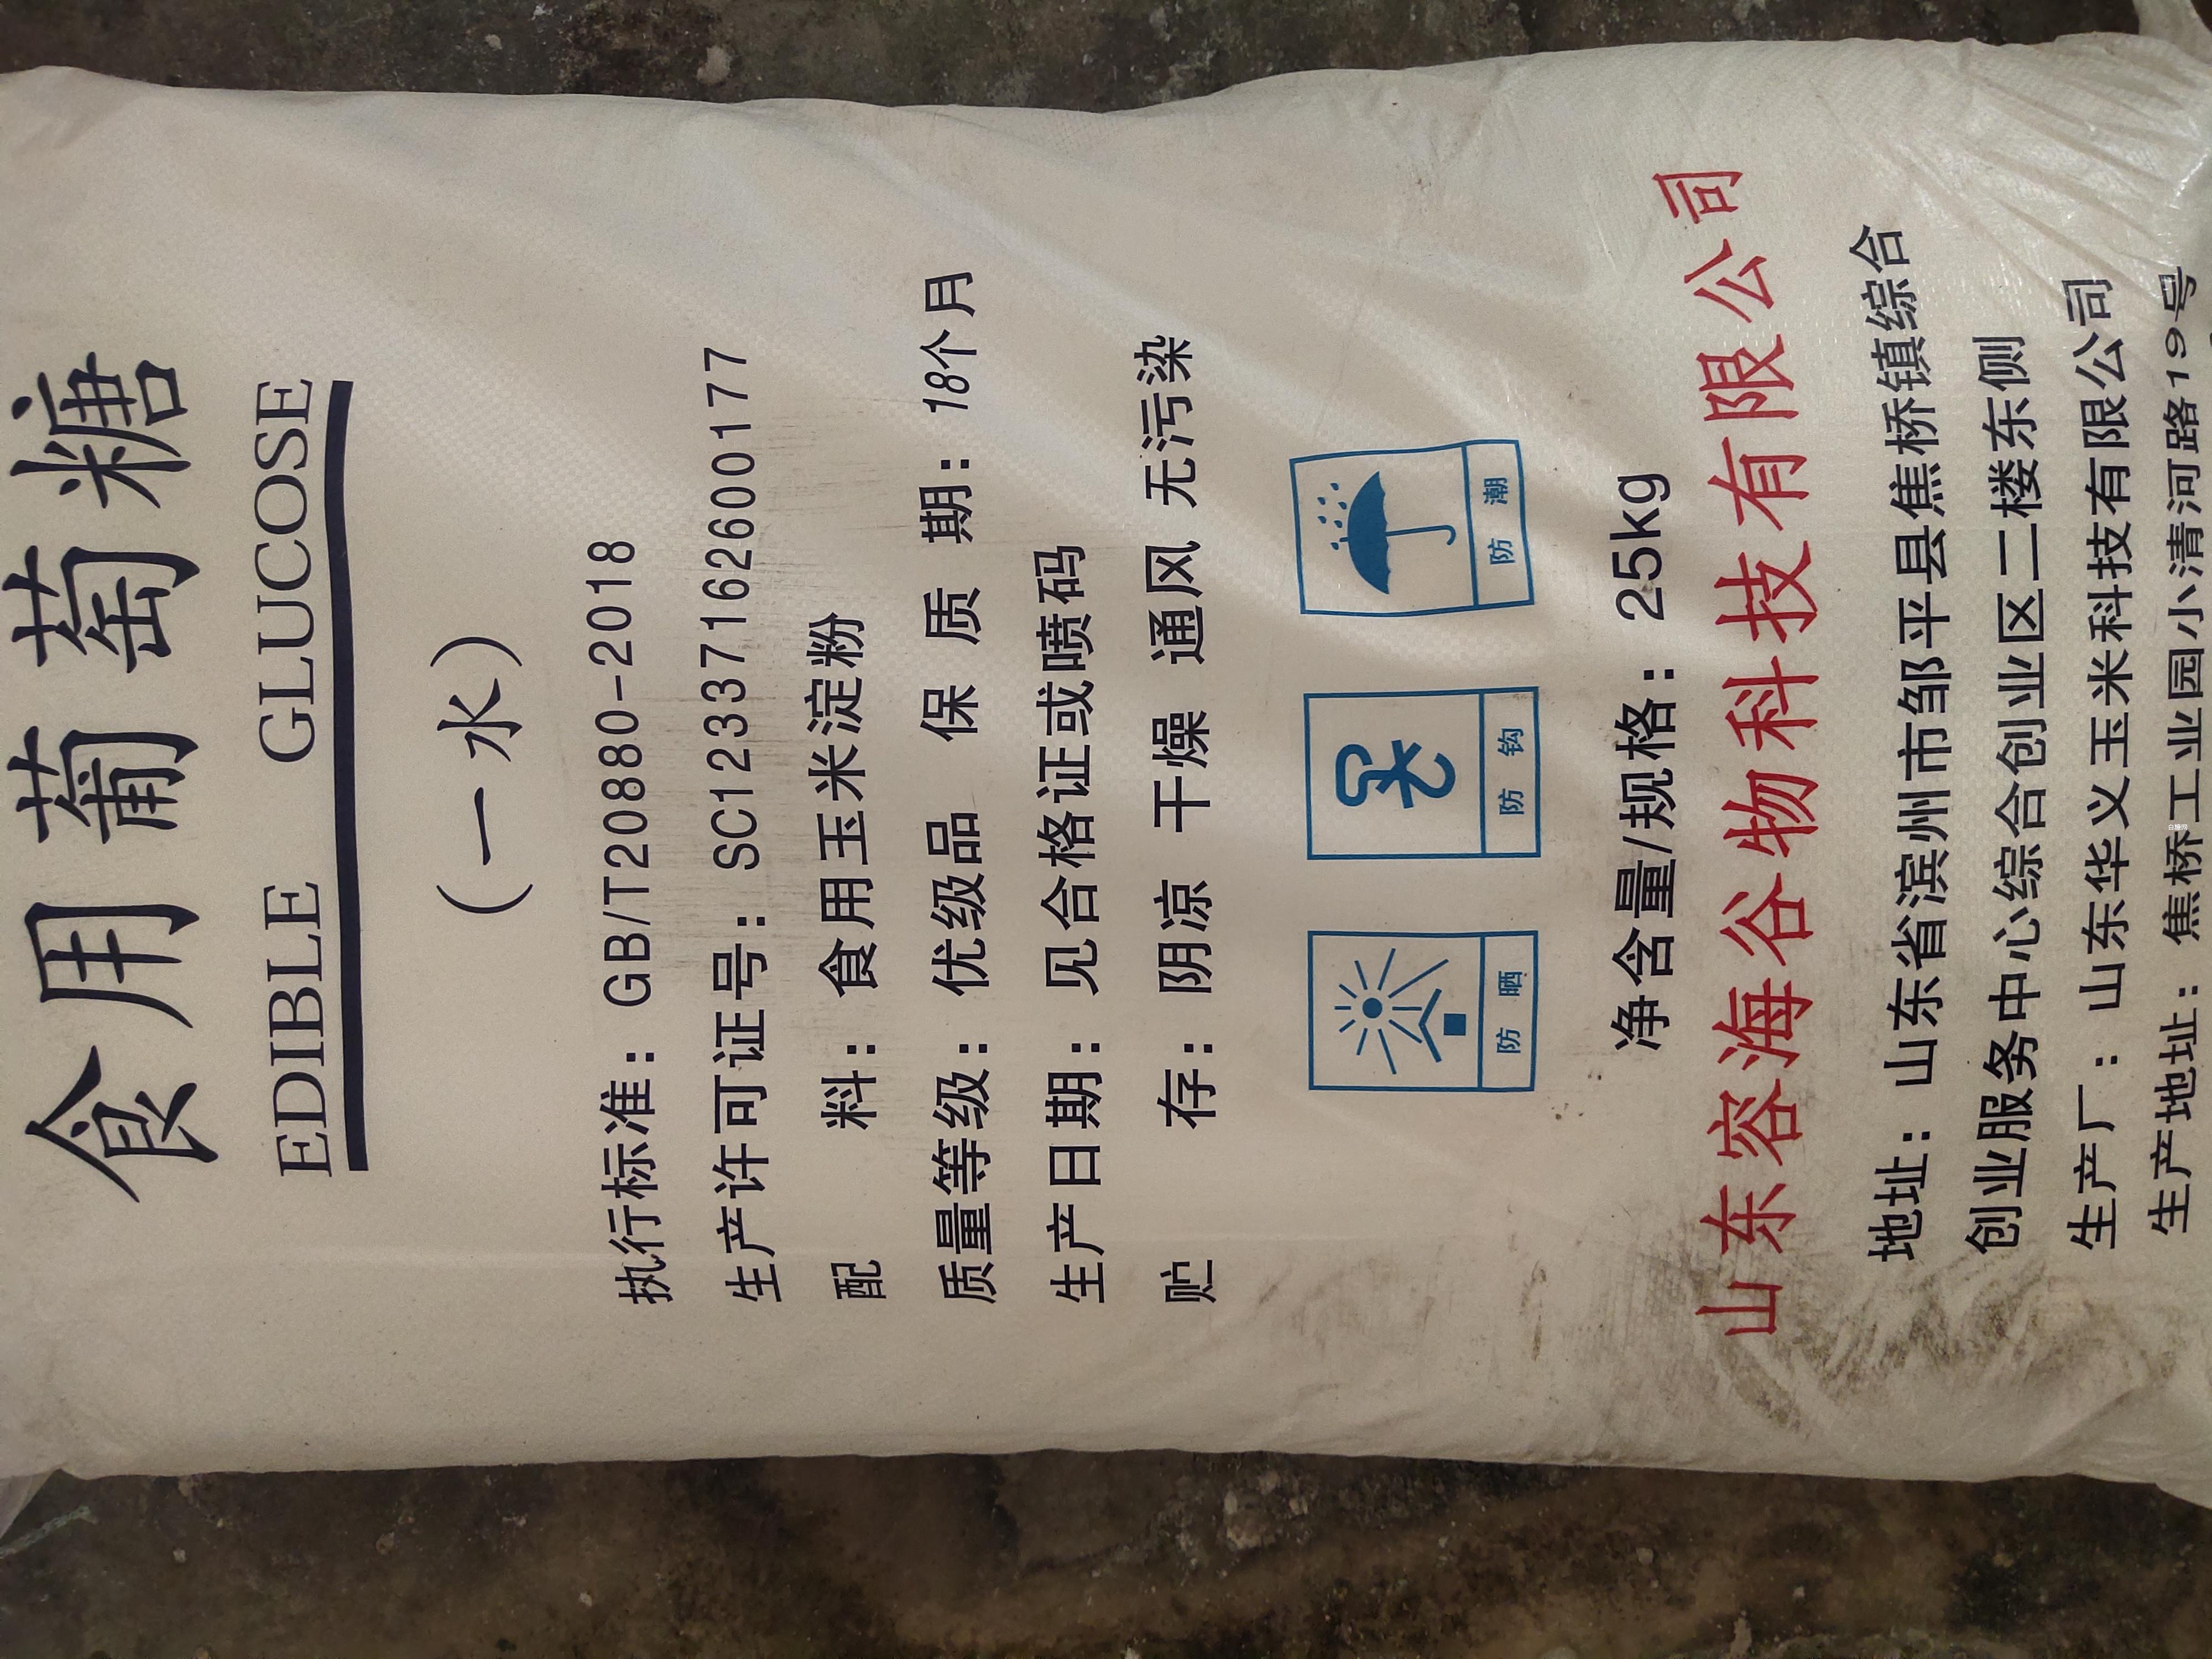 食用葡萄糖
EDIBLE GLUCOSE
（一水）
执行标准：GB/T20880-2018
生产许可证号：SC12337162600177
配 料：食用玉米淀粉
质量等级：优级品 保 质 期：18个月
生产日期：见合格证或喷码
贮 存：阴凉 干燥 通风 无污染
防晒 防钩 防潮
净含量/规格：25kg
山东容海谷物科技有限公司
地址：山东省滨州市邹平县焦桥镇综合
创业服务中心综合创业区二楼东侧
生产厂：山东华义玉米科技有限公司
生产地址：焦桥工业园小清河路19号